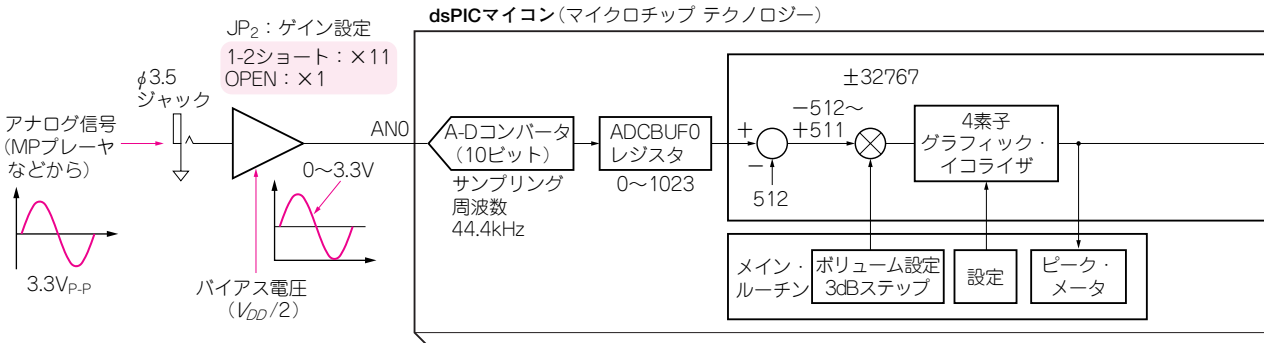 dsPICマイコン(マイクロチップ テクノロジー)
JP2:ゲイン設定
1-2ショート:×11
OPEN:×1
φ3.5
ジャック
アナログ信号
(MPプレーヤ
などから)
3.3VP-P
バイアス電圧
(VDD/2)
0〜3.3V
AN0
A-Dコンバータ
(10ビット)
サンプリング
周波数
44.4kHz
ADCBUF0
レジスタ
0〜1023
+
−
512
−512〜
+511
±32767
4素子
グラフィック・
イコライザ
メイン・
ルーチン
ボリューム設定
3dBステップ
設定
ピーク・
メータ